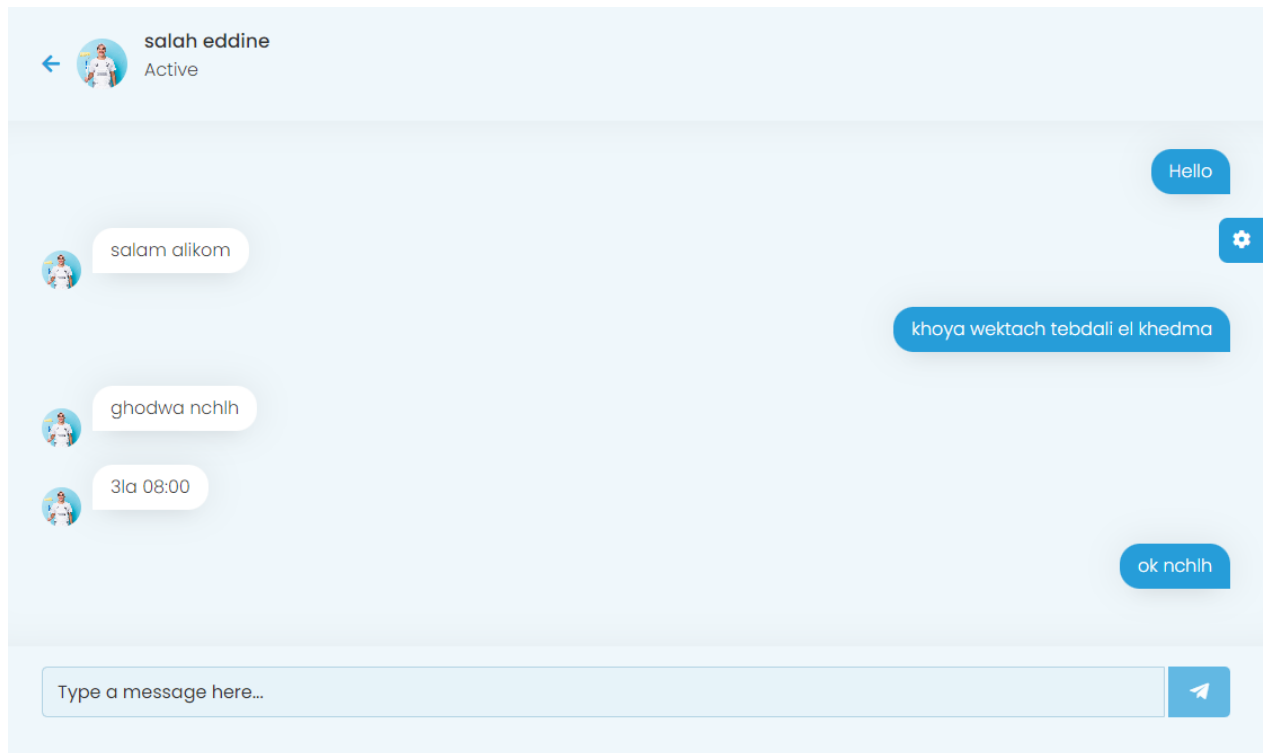 salah eddine
Active
Hello
salam alikom
khoya wektach tebdali el khedma
ghodwa nchlh
3la 08:00
ok nchlh
Type a message here...